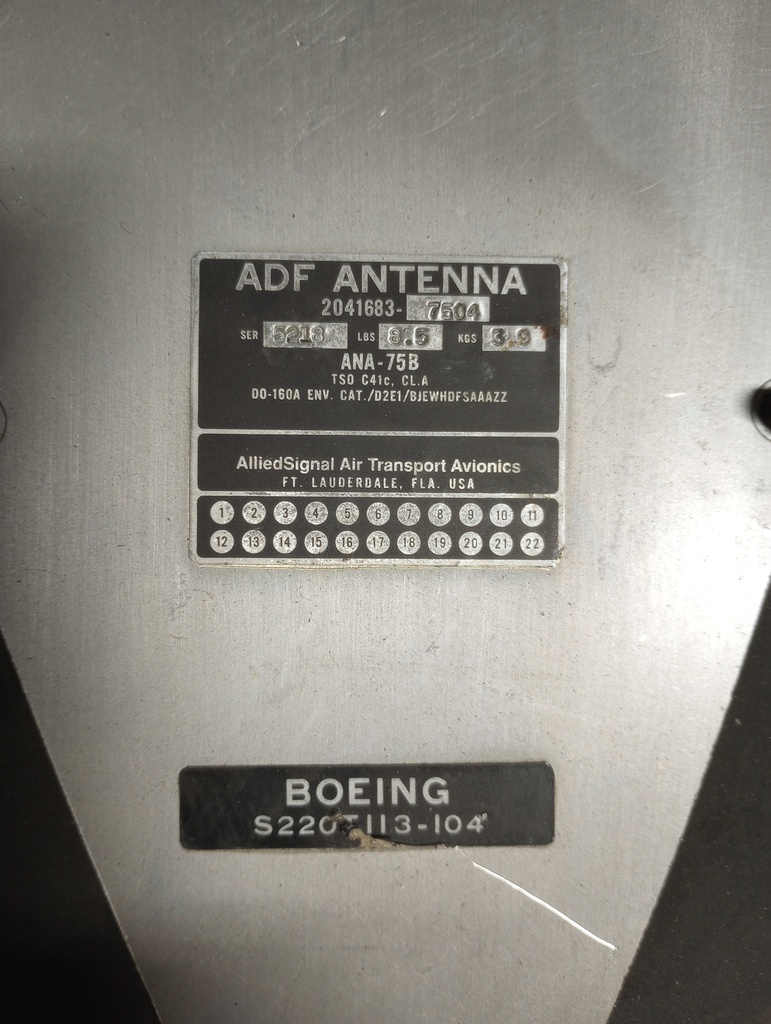 ADF ANTENNA
2041683- 7504
SER 5218 LBS 8.5 KGS 3.9
ANA-75B
TSO C41c, CL.A
DO-160A ENV. CAT./D2E1/BJEWHDFSAAAZZ
AlliedSignal Air Transport Avionics
FT. LAUDERDALE, FLA. USA
1 2 3 4 5 6 7 8 9 10 11
12 13 14 15 16 17 18 19 20 21 22
BOEING
S220T113-104